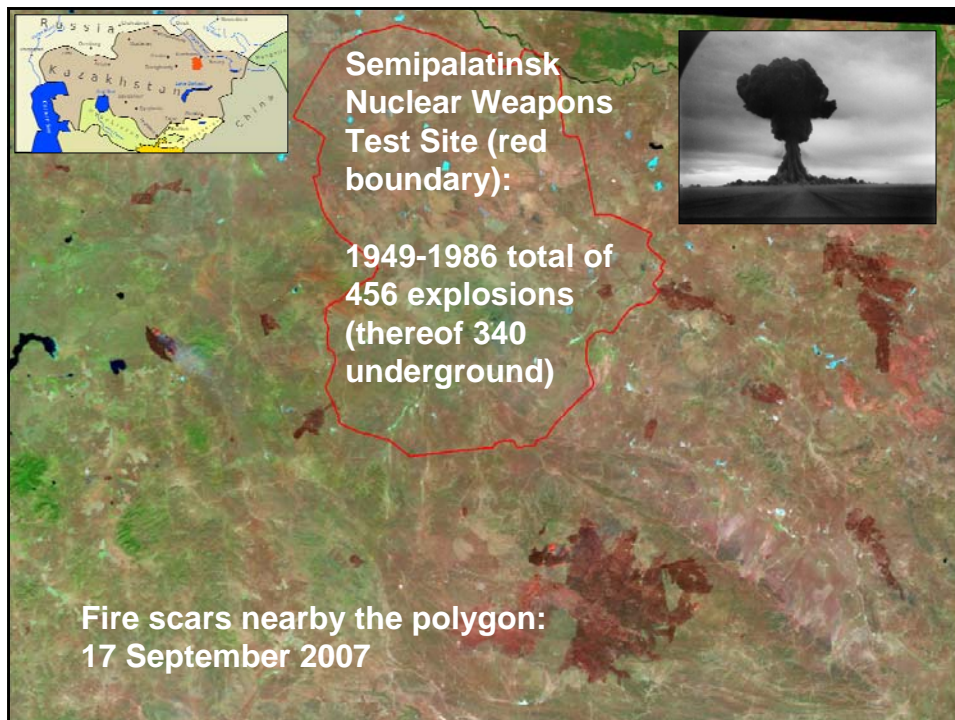 Russia
Kazakhstan
China
Semipalatinsk
Nuclear Weapons
Test Site (red
boundary):
1949-1986 total of
456 explosions
(thereof 340
underground)
Fire scars nearby the polygon:
17 September 2007